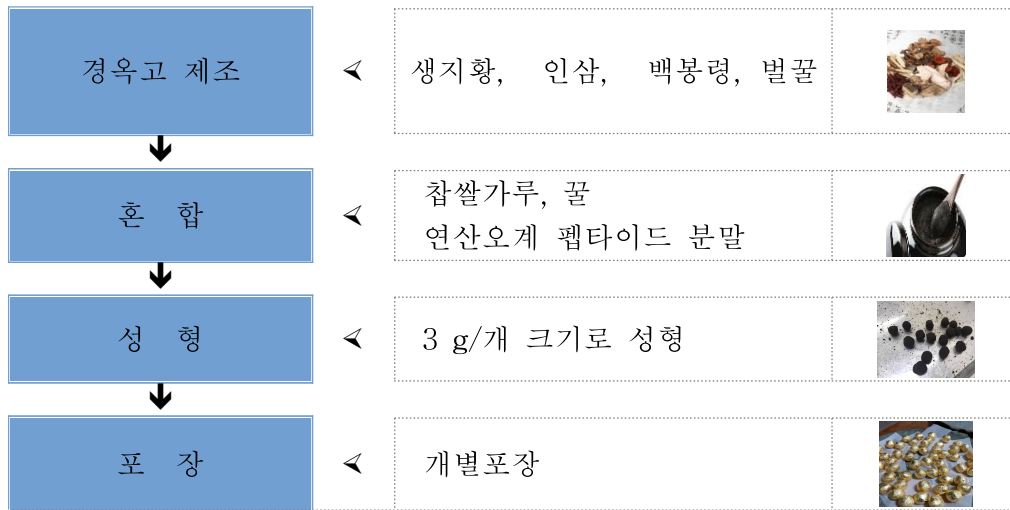 경옥고 제조
생지황, 인삼, 백봉령, 벌꿀
혼 합
찹쌀가루, 꿀
연산오계 펩타이드 분말
성 형
3 g/개 크기로 성형
포 장
개별포장